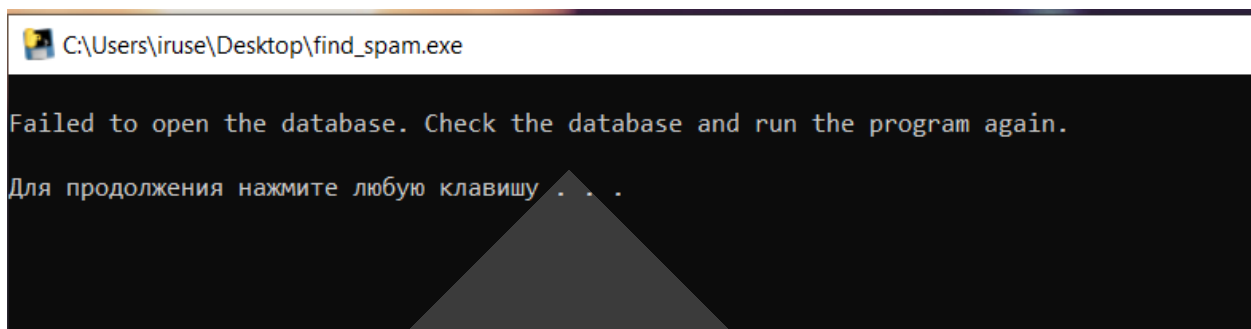 C:\Users\iruse\Desktop\find_spam.exe
Failed to open the database. Check the database and run the program again.
Для продолжения нажмите любую клавишу . . .